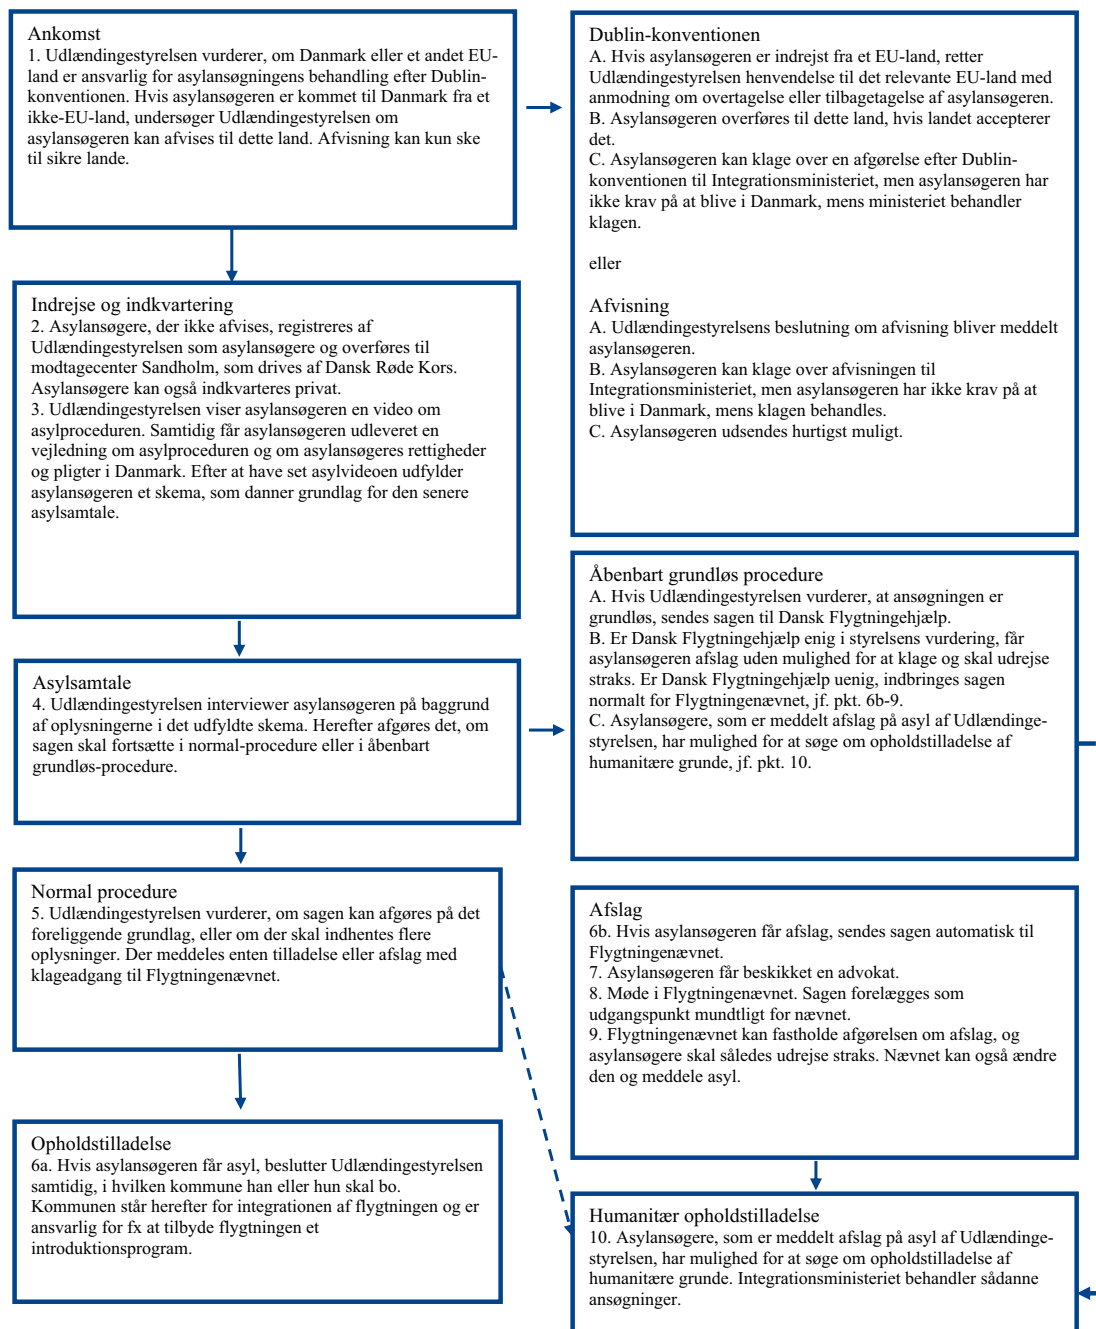 Ankomst
1. Udlændingestyrelsen vurderer, om Danmark eller et andet EU-
land er ansvarlig for asylansøgningens behandling efter Dublin-
konventionen. Hvis asylansøgeren er kommet til Danmark fra et
ikke-EU-land, undersøger Udlændingestyrelsen om
asylansøgeren kan afvises til dette land. Afvisning kan kun ske
til sikre lande.
Dublin-konventionen
A. Hvis asylansøgeren er indrejst fra et EU-land, retter
Udlændingestyrelsen henvendelse til det relevante EU-land med
anmodning om overtagelse eller tilbagetagelse af asylansøgeren.
B. Asylansøgeren overføres til dette land, hvis landet accepterer
det.
C. Asylansøgeren kan klage over en afgørelse efter Dublin-
konventionen til Integrationsministeriet, men asylansøgeren har
ikke krav på at blive i Danmark, mens ministeriet behandler
klagen.
eller
Afvisning
A. Udlændingestyrelsens beslutning om afvisning bliver meddelt
asylansøgeren.
B. Asylansøgeren kan klage over afvisningen til
Integrationsministeriet, men asylansøgeren har ikke krav på at
blive i Danmark, mens klagen behandles.
C. Asylansøgeren udsendes hurtigst muligt.
Indrejse og indkvartering
2. Asylansøgere, der ikke afvises, registreres af
Udlændingestyrelsen som asylansøgere og overføres til
modtagecenter Sandholm, som drives af Dansk Røde Kors.
Asylansøgere kan også indkvarteres privat.
3. Udlændingestyrelsen viser asylansøgeren en video om
asylproceduren. Samtidig får asylansøgeren udleveret en
vejledning om asylproceduren og om asylansøgeres rettigheder
og pligter i Danmark. Efter at have set asylvideoen udfylder
asylansøgeren et skema, som danner grundlag for den senere
asylsamtale.
Asylsamtale
4. Udlændingestyrelsen interviewer asylansøgeren på baggrund
af oplysningerne i det udfyldte skema. Herefter afgøres det, om
sagen skal fortsætte i normal-procedure eller i åbenbart
grundløs-procedure.
Åbenbart grundløs procedure
A. Hvis Udlændingestyrelsen vurderer, at ansøgningen er
grundløs, sendes sagen til Dansk Flygtningehjælp.
B. Er Dansk Flygtningehjælp enig i styrelsens vurdering, får
asylansøgeren afslag uden mulighed for at klage og skal udrejse
straks. Er Dansk Flygtningehjælp uenig, indbringes sagen
normalt for Flygtningenævnet, jf. pkt. 6b-9.
C. Asylansøgere, som er meddelt afslag på asyl af Udlændinge-
styrelsen, har mulighed for at søge om opholdstilladelse af
humanitære grunde, jf. pkt. 10.
Normal procedure
5. Udlændingestyrelsen vurderer, om sagen kan afgøres på det
foreliggende grundlag, eller om der skal indhentes flere
oplysninger. Der meddeles enten tilladelse eller afslag med
klageadgang til Flygtningenævnet.
Afslag
6b. Hvis asylansøgeren får afslag, sendes sagen automatisk til
Flygtningenævnet.
7. Asylansøgeren får beskikket en advokat.
8. Møde i Flygtningenævnet. Sagen forelægges som
udgangspunkt mundtligt for nævnet.
9. Flygtningenævnet kan fastholde afgørelsen om afslag, og
asylansøgere skal således udrejse straks. Nævnet kan også ændre
den og meddele asyl.
Opholdstilladelse
6a. Hvis asylansøgeren får asyl, beslutter Udlændingestyrelsen
samtidig, i hvilken kommune han eller hun skal bo.
Kommunen står herefter for integrationen af flygtningen og er
ansvarlig for fx at tilbyde flygtningen et
introduktionsprogram.
Humanitær opholdstilladelse
10. Asylansøgere, som er meddelt afslag på asyl af Udlændinge-
styrelsen, har mulighed for at søge om opholdstilladelse af
humanitære grunde. Integrationsministeriet behandler sådanne
ansøgninger.